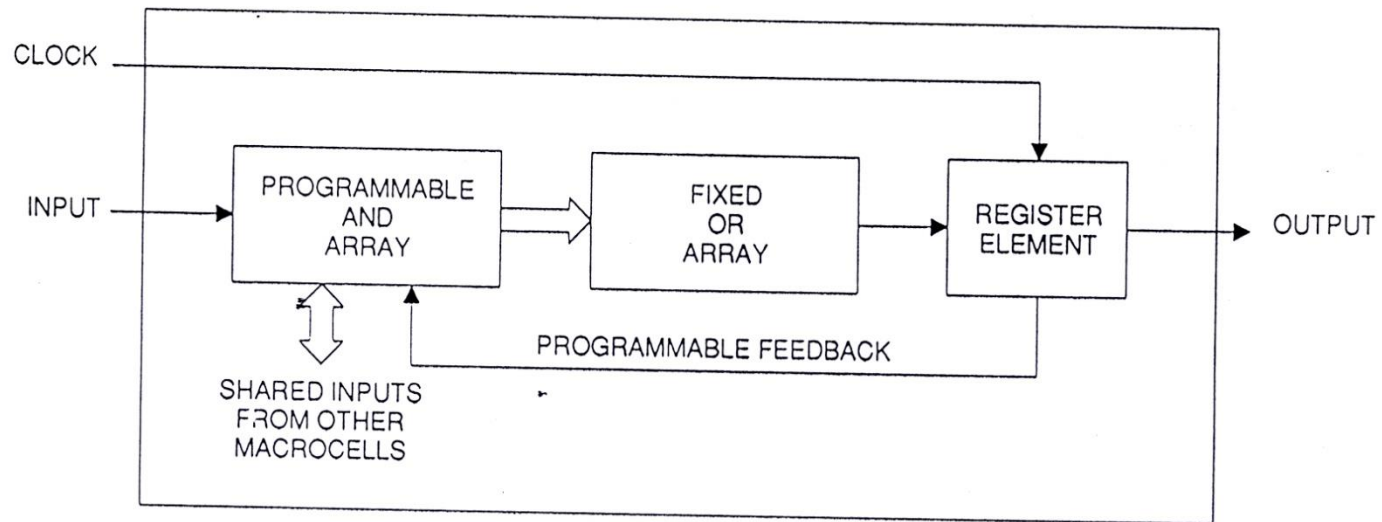 CLOCK
INPUT
PROGRAMMABLE
AND
ARRAY
FIXED
OR
ARRAY
REGISTER
ELEMENT
OUTPUT
PROGRAMMABLE FEEDBACK
SHARED INPUTS
FROM OTHER
MACROCELLS